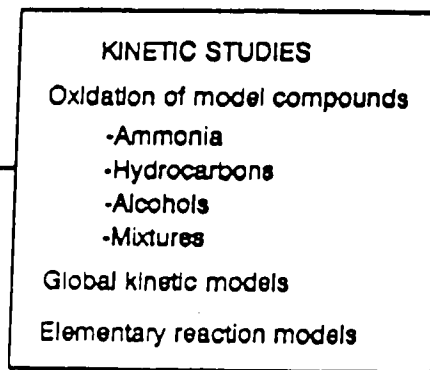 KINETIC STUDIES
Oxidation of model compounds
-Ammonia
-Hydrocarbons
-Alcohols
-Mixtures
Global kinetic models
Elementary reaction models